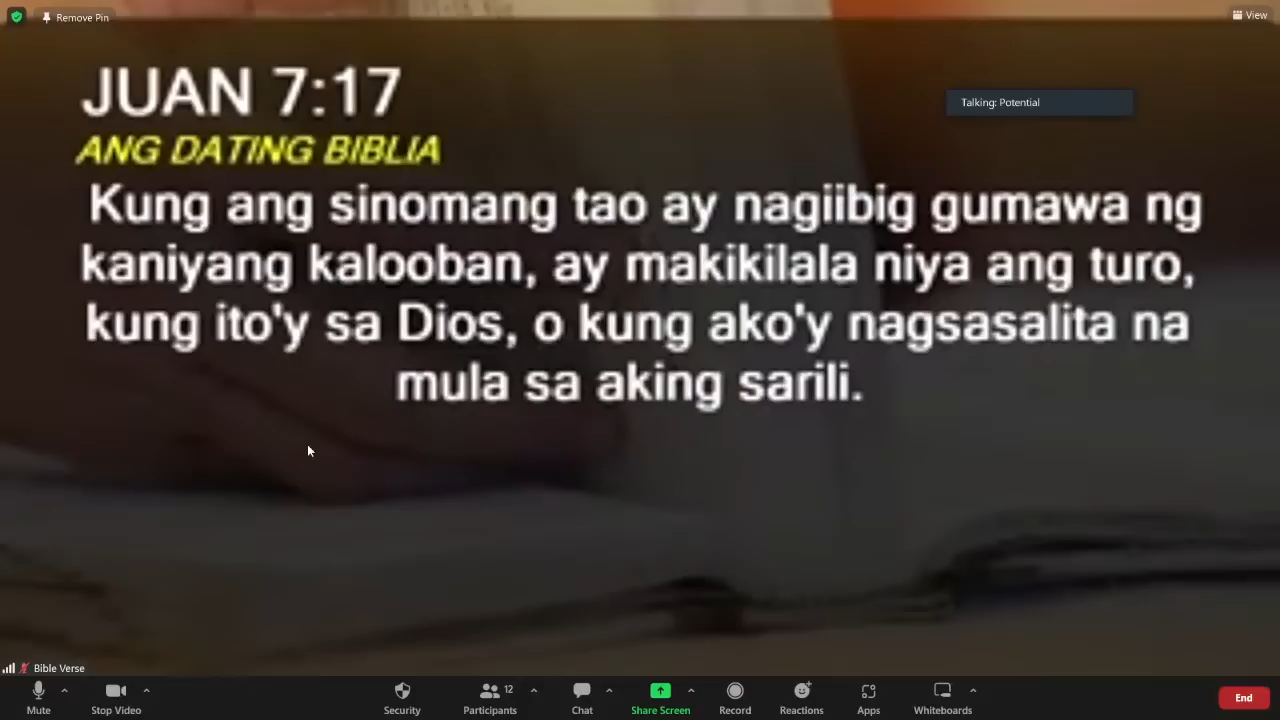 Remove Pin
View
JUAN 7:17
Talking: Potential
ANG DATING BIBLIA
Kung ang sinomang tao ay nagiibig gumawa ng
kaniyang kalooban, ay makikilala niya ang turo,
kung ito'y sa Dios, o kung ako'y nagsasalita na
mula sa aking sarili.
Bible Verse
Mute
Stop Video
Security
Participants 12
Chat
Share Screen
Record
Reactions
Apps
Whiteboards
End